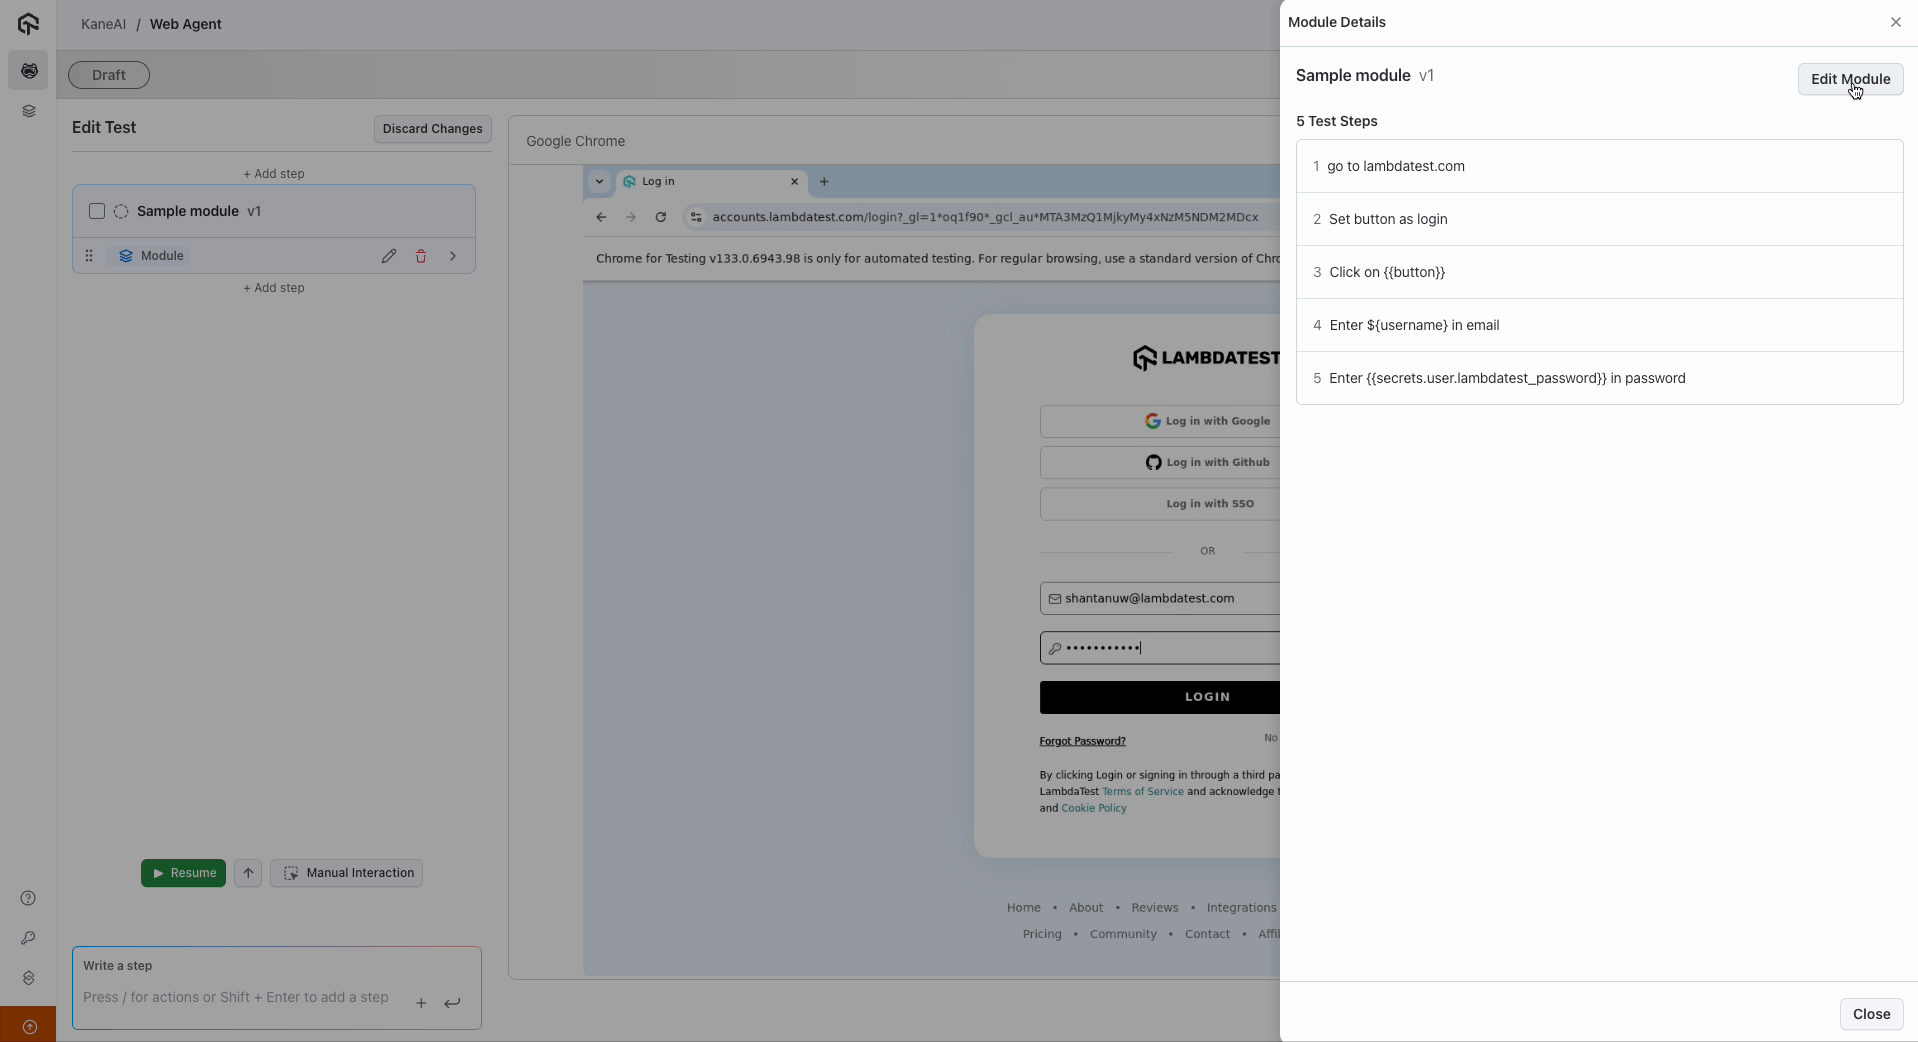 KaneAI / Web Agent
Draft
Edit Test
Discard Changes
+ Add step
Sample module v1
Module
+ Add step
Resume
Manual Interaction
Write a step
Press / for actions or Shift + Enter to add a step
Google Chrome
Log in
accounts.lambdatest.com/login?_gl=1*oq1f90*_gcl_au*MTA3MzQ1MjkyMy4xNzM5NDM2MDcx
Chrome for Testing v133.0.6943.98 is only for automated testing. For regular browsing, use a standard version of Chro
LAMBDATEST
Log in with Google
Log in with Github
Log in with SSO
OR
shantanuw@lambdatest.com
•••••••••••
LOGIN
Forgot Password?
No
By clicking Login or signing in through a third pa
LambdaTest Terms of Service and acknowledge t
and Cookie Policy
Home • About • Reviews • Integrations
Pricing • Community • Contact • Affil
Module Details
Sample module v1
Edit Module
5 Test Steps
1 go to lambdatest.com
2 Set button as login
3 Click on {{button}}
4 Enter ${username} in email
5 Enter {{secrets.user.lambdatest_password}} in password
Close